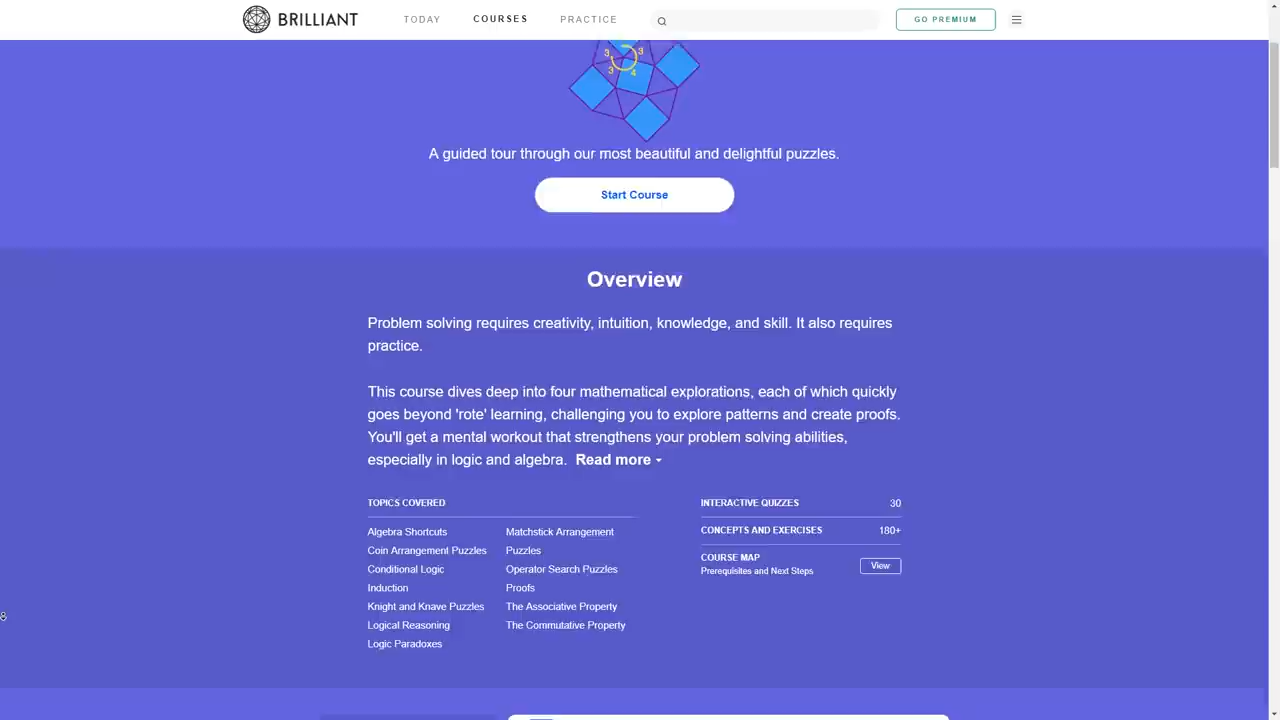 BRILLIANT
TODAY
COURSES
PRACTICE
GO PREMIUM
3 3
3 4
A guided tour through our most beautiful and delightful puzzles.
Start Course
Overview
Problem solving requires creativity, intuition, knowledge, and skill. It also requires
practice.
This course dives deep into four mathematical explorations, each of which quickly
goes beyond 'rote' learning, challenging you to explore patterns and create proofs.
You'll get a mental workout that strengthens your problem solving abilities,
especially in logic and algebra. Read more
TOPICS COVERED
Algebra Shortcuts
Coin Arrangement Puzzles
Conditional Logic
Induction
Knight and Knave Puzzles
Logical Reasoning
Logic Paradoxes
Matchstick Arrangement
Puzzles
Operator Search Puzzles
Proofs
The Associative Property
The Commutative Property
INTERACTIVE QUIZZES 30
CONCEPTS AND EXERCISES 180+
COURSE MAP
Prerequisites and Next Steps
View